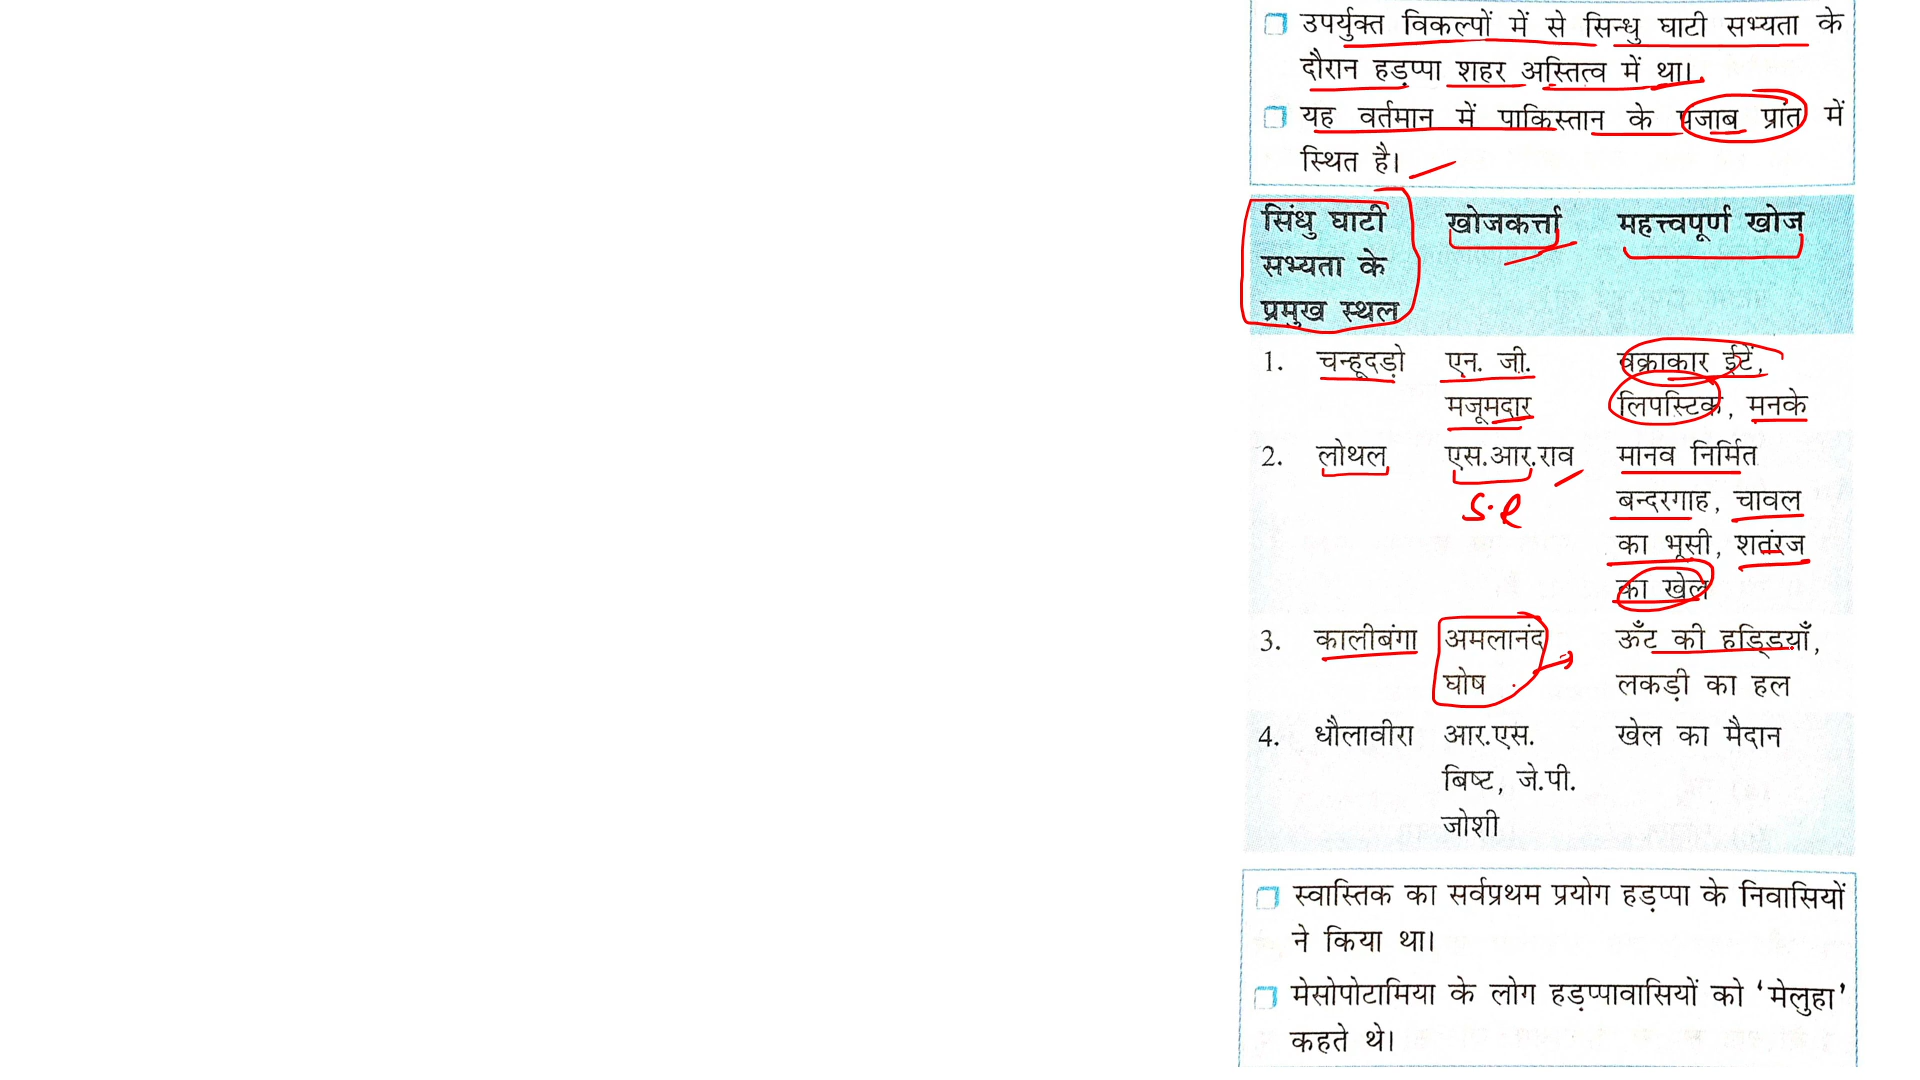 उपर्युक्त विकल्पों में से सिन्धु घाटी सभ्यता के
दौरान हड़प्पा शहर अस्तित्व में था।
यह वर्तमान में पाकिस्तान के पंजाब प्रांत में
स्थित है।
सिंधु घाटी खोजकर्त्ता महत्त्वपूर्ण खोज
सभ्यता के
प्रमुख स्थल
1. चन्हूदड़ो एन. जी. वक्राकार ईंटें,
मजूमदार लिपस्टिक, मनके
2. लोथल एस.आर.राव मानव निर्मित
S.R बन्दरगाह, चावल
का भूसी, शतरंज
का खेल
3. कालीबंगा अमलानंद ऊँट की हड्डियाँ,
घोष लकड़ी का हल
4. धौलावीरा आर.एस. खेल का मैदान
बिष्ट, जे.पी.
जोशी
स्वास्तिक का सर्वप्रथम प्रयोग हड़प्पा के निवासियों
ने किया था।
मेसोपोटामिया के लोग हड़प्पावासियों को ‘मेलुहा’
कहते थे।